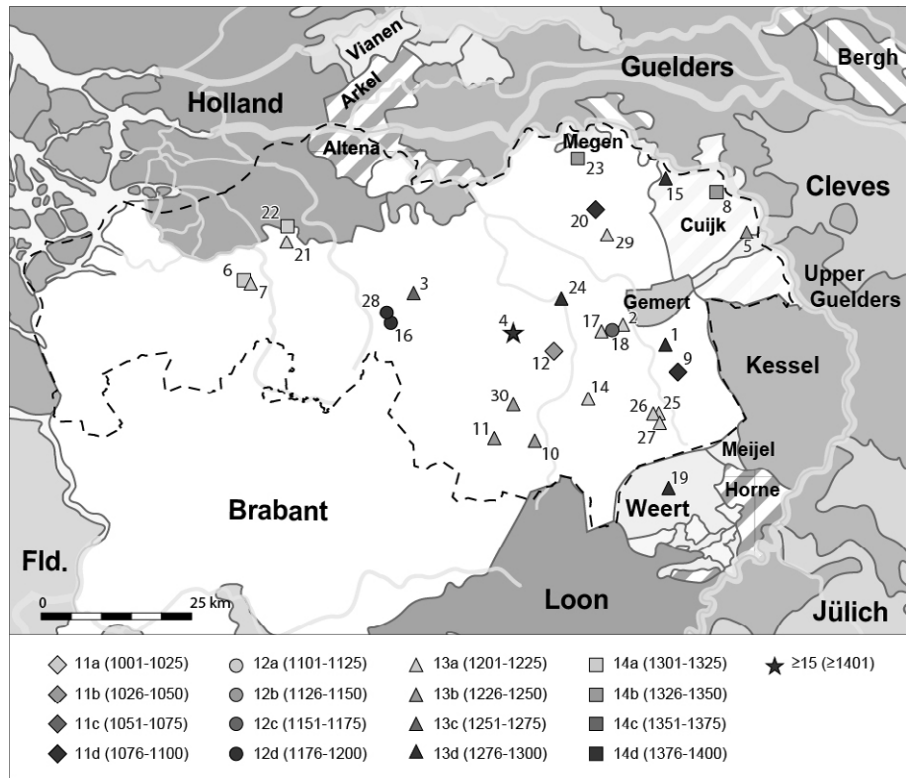 Vianen
Bergh
Guelders
Arkel
Holland
Altena
Megen
23
15
8
Cleves
20
22
Cuijk
29
5
21
6
7
3
24
Upper
Guelders
Gemert
28
16
4
17
2
18
1
12
9
Kessel
14
30
26
25
11
27
10
Meijel
19
Horne
Brabant
Weert
Fld.
0
25 km
Loon
Jülich
11a (1001-1025)
12a (1101-1125)
13a (1201-1225)
14a (1301-1325)
≥15 (≥1401)
11b (1026-1050)
12b (1126-1150)
13b (1226-1250)
14b (1326-1350)
11c (1051-1075)
12c (1151-1175)
13c (1251-1275)
14c (1351-1375)
11d (1076-1100)
12d (1176-1200)
13d (1276-1300)
14d (1376-1400)